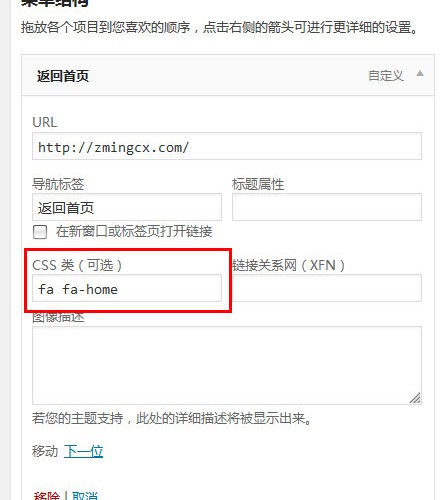 菜单结构
拖放各个项目到您喜欢的顺序，点击右侧的箭头可进行更详细的设置。
返回首页 自定义
URL
http://zmingcx.com/
导航标签 标题属性
返回首页
在新窗口或标签页打开链接
CSS 类（可选） 链接关系网（XFN）
fa fa-home
图像描述
若您的主题支持，此处的详细描述将被显示出来。
移动 下一位
移除 | 取消